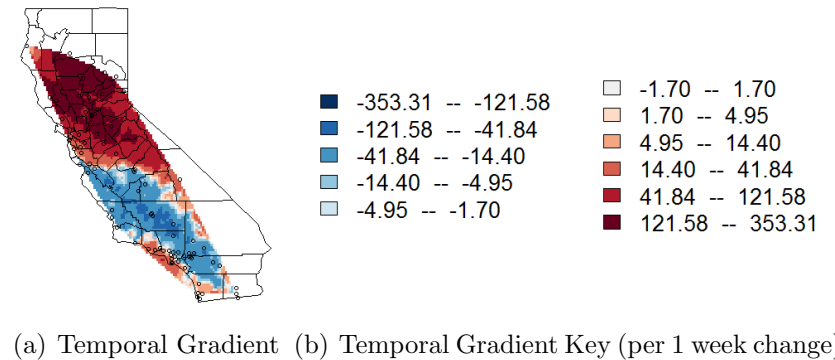 -353.31 -- -121.58
-121.58 -- -41.84
-41.84 -- -14.40
-14.40 -- -4.95
-4.95 -- -1.70
-1.70 -- 1.70
1.70 -- 4.95
4.95 -- 14.40
14.40 -- 41.84
41.84 -- 121.58
121.58 -- 353.31
(a) Temporal Gradient (b) Temporal Gradient Key (per 1 week change